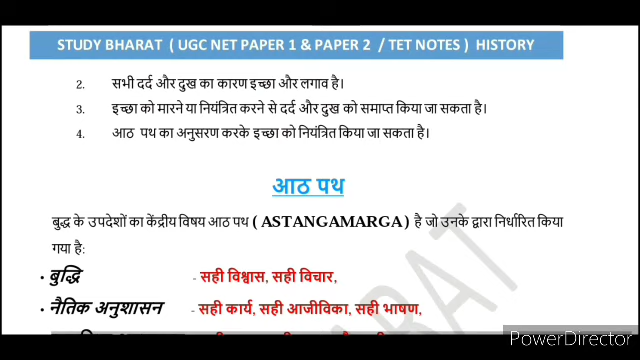 STUDY BHARAT ( UGC NET PAPER 1 & PAPER 2 / TET NOTES ) HISTORY
2. सभी दर्द और दुख का कारण इच्छा और लगाव है।
3. इच्छा को मारने या नियंत्रित करने से दर्द और दुख को समाप्त किया जा सकता है।
4. आठ पथ का अनुसरण करके इच्छा को नियंत्रित किया जा सकता है।
आठ पथ
बुद्ध के उपदेशों का केंद्रीय विषय आठ पथ ( ASTANGAMARGA ) है जो उनके द्वारा निर्धारित किया
गया है:
• बुद्धि - सही विश्वास, सही विचार,
• नैतिक अनुशासन - सही कार्य, सही आजीविका, सही भाषण,
PowerDirector